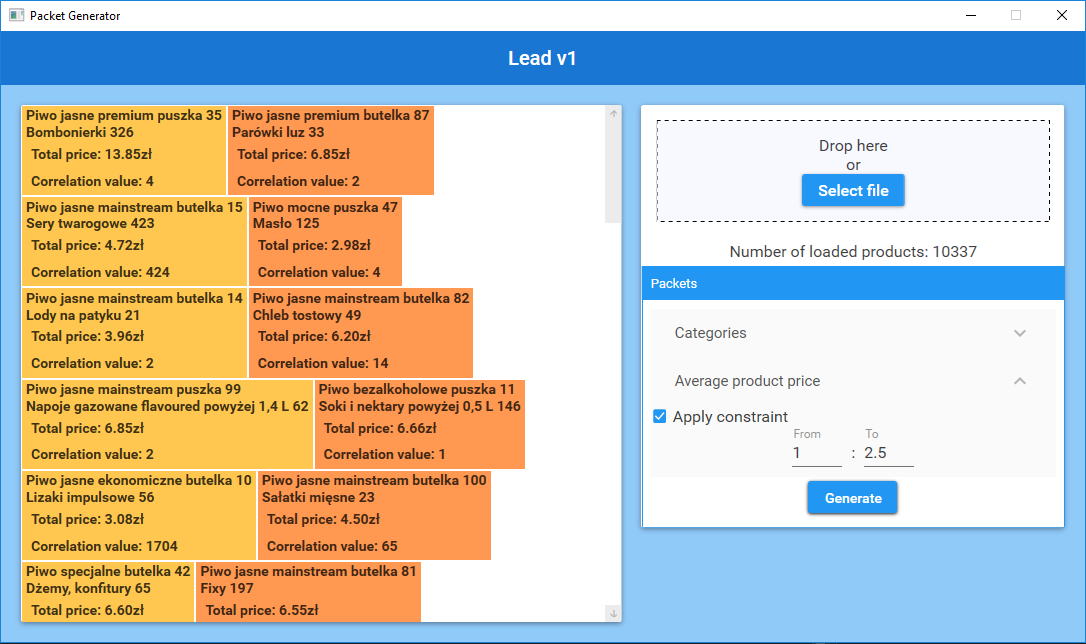 Packet Generator
Lead v1
Piwo jasne premium puszka 35
Bombonierki 326
Total price: 13.85zł
Correlation value: 4
Piwo jasne premium butelka 87
Parówki luz 33
Total price: 6.85zł
Correlation value: 2
Piwo jasne mainstream butelka 15
Sery twarogowe 423
Total price: 4.72zł
Correlation value: 424
Piwo mocne puszka 47
Masło 125
Total price: 2.98zł
Correlation value: 4
Piwo jasne mainstream butelka 14
Lody na patyku 21
Total price: 3.96zł
Correlation value: 2
Piwo jasne mainstream butelka 82
Chleb tostowy 49
Total price: 6.20zł
Correlation value: 14
Piwo jasne mainstream puszka 99
Napoje gazowane flavoured powyżej 1,4 L 62
Total price: 6.85zł
Correlation value: 2
Piwo bezalkoholowe puszka 11
Soki i nektary powyżej 0,5 L 146
Total price: 6.66zł
Correlation value: 1
Piwo jasne ekonomiczne butelka 10
Lizaki impulsowe 56
Total price: 3.08zł
Correlation value: 1704
Piwo jasne mainstream butelka 100
Sałatki mięsne 23
Total price: 4.50zł
Correlation value: 65
Piwo specjalne butelka 42
Dżemy, konfitury 65
Total price: 6.60zł
Piwo jasne mainstream butelka 81
Fixy 197
Total price: 6.55zł
Drop here
or
Select file
Number of loaded products: 10337
Packets
Categories
Average product price
Apply constraint
From To
1 : 2.5
Generate